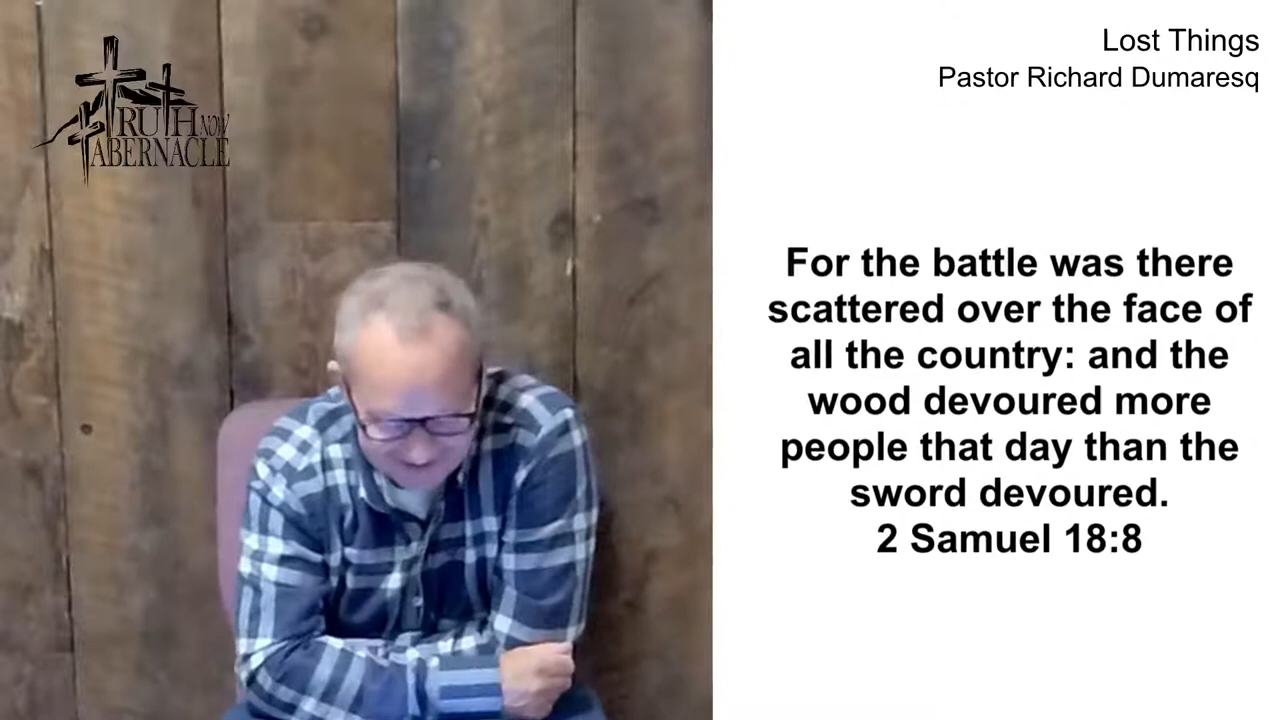 TRUTH NOW
TABERNACLE
Lost Things
Pastor Richard Dumaresq
For the battle was there
scattered over the face of
all the country: and the
wood devoured more
people that day than the
sword devoured.
2 Samuel 18:8